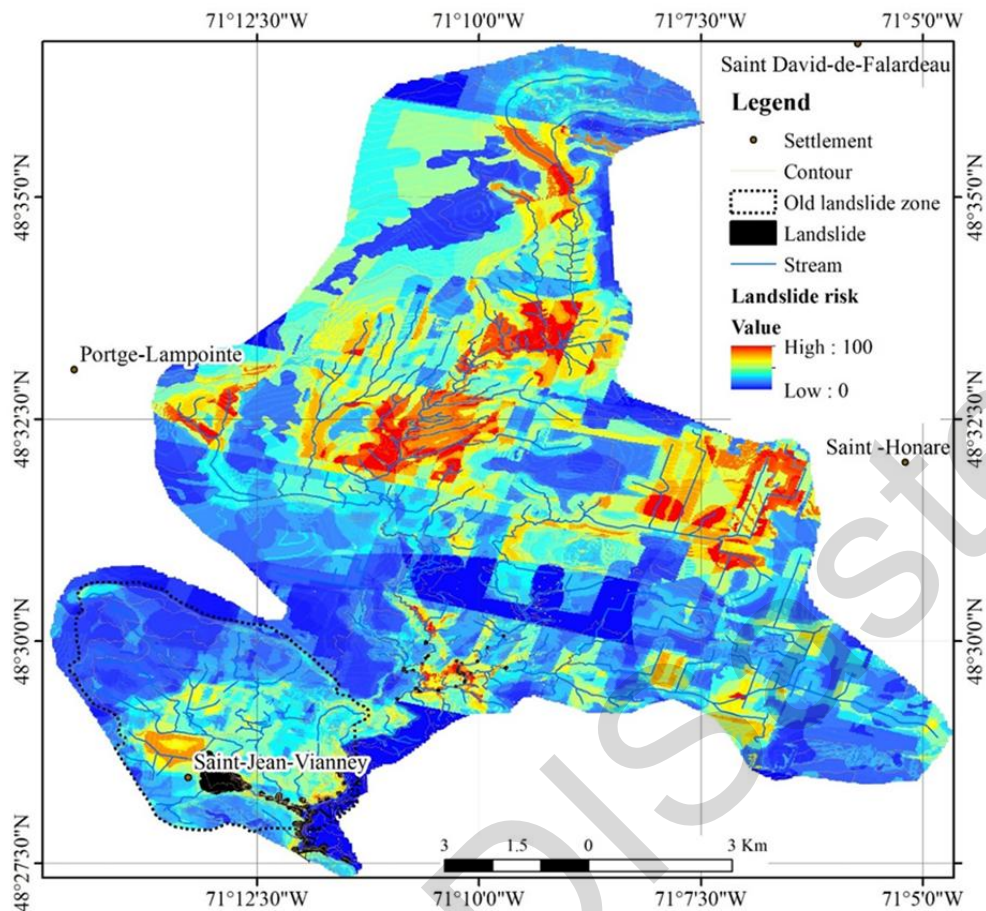 71°12'30"W 71°10'0"W 71°7'30"W 71°5'0"W
Saint David-de-Falardeau
Legend
Settlement
Contour
Old landslide zone
Landslide
Stream
Landslide risk
Value
High : 100
Low : 0
48°35'0"N
48°35'0"N
Portge-Lampointe
48°32'30"N
48°32'30"N
Saint -Honare
48°30'0"N
48°30'0"N
Saint-Jean-Vianney
48°27'30"N
48°27'30"N
3 1.5 0 3 Km
71°12'30"W 71°10'0"W 71°7'30"W 71°5'0"W